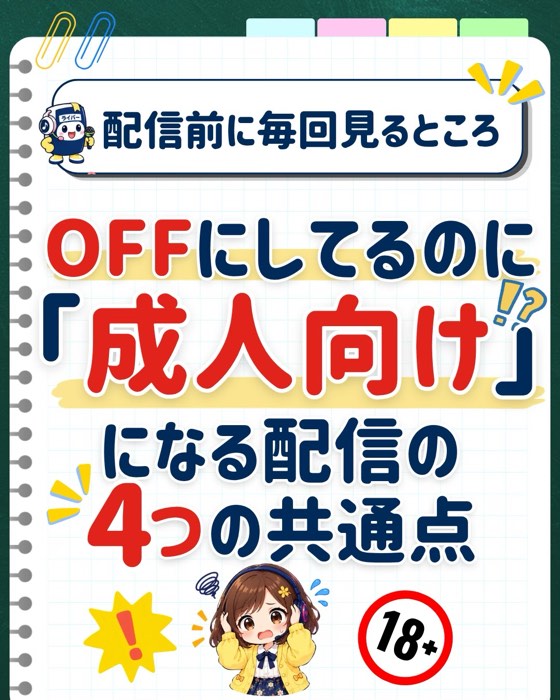 ライバー
配信前に毎回見るところ
OFFにしてるのに
「成人向け」!?
になる配信の
4つの共通点
!
18+